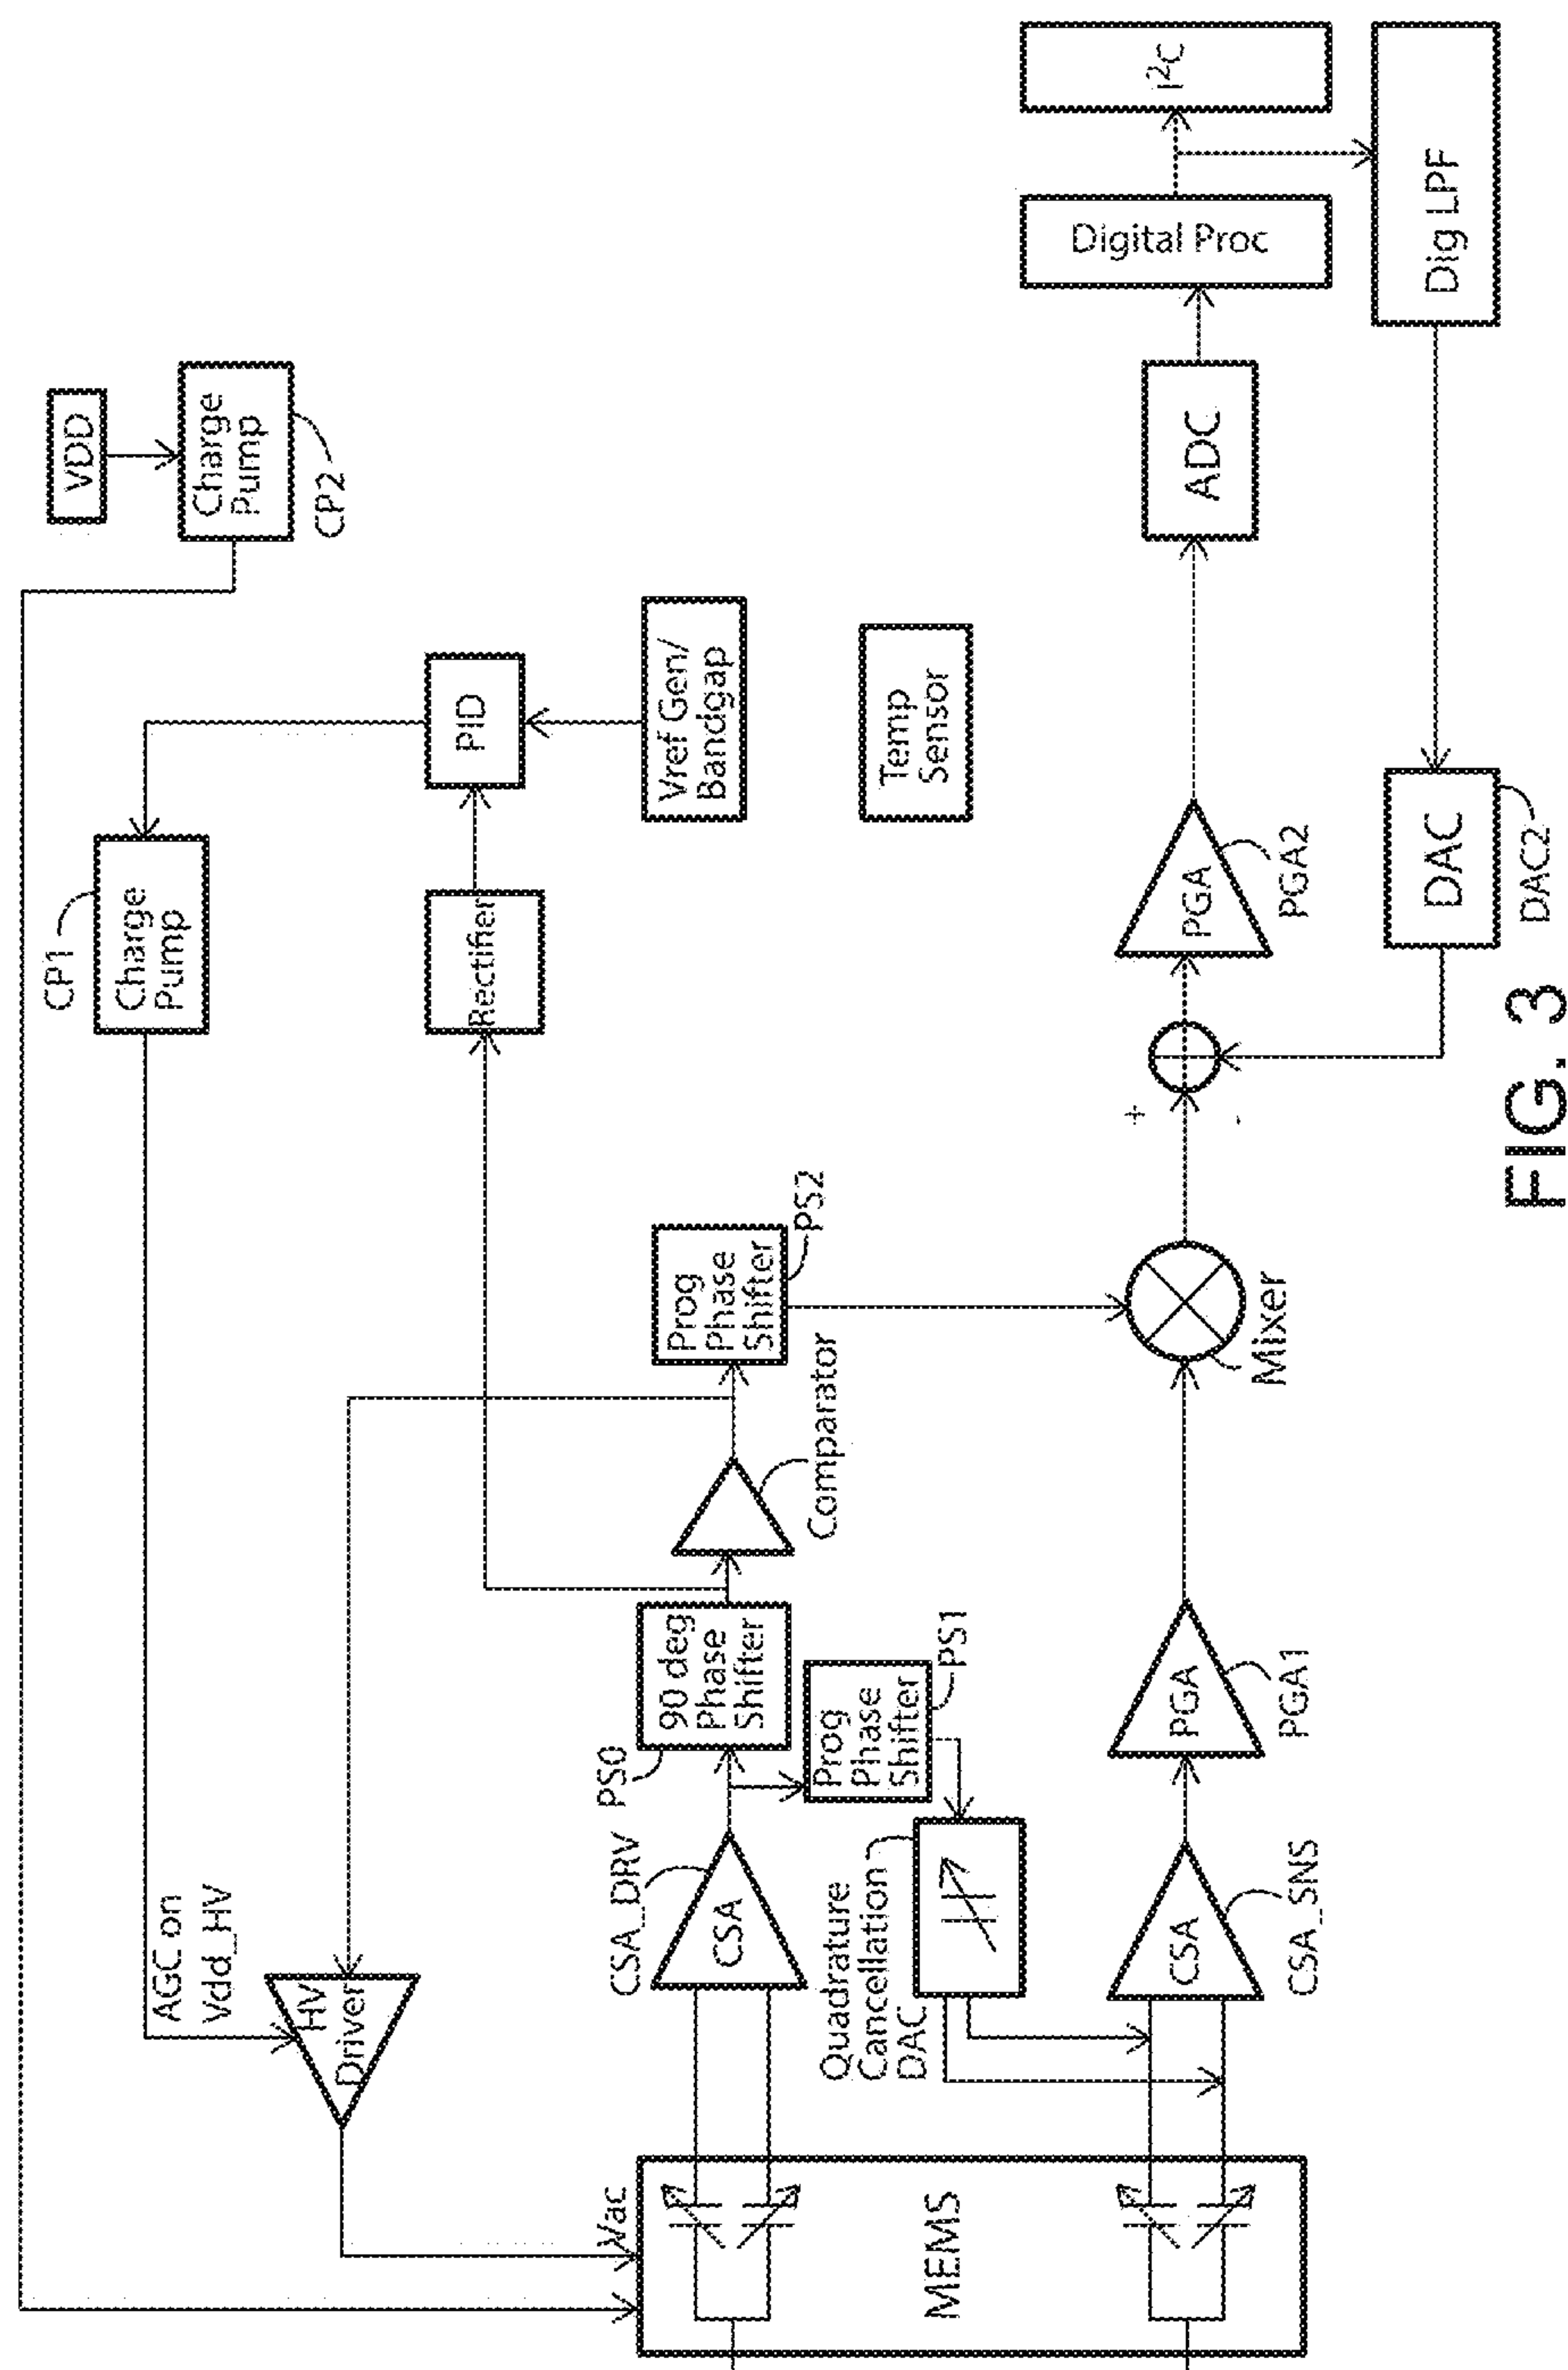 VDD
Charge
Pump
CP2
CP1
Charge
Pump
PID
Rectifier
Vref Gen/
Bandgap
Temp
Sensor
AGC on
Vdd_HV
HV
Driver
Vac
MEMS
CSA_DRV
CSA
PS0
90 deg
Phase
Shifter
Prog
Phase
Shifter
PS1
Comparator
Prog
Phase
Shifter
PS2
Quadrature
Cancellation
DAC
CSA
CSA_SNS
PGA
PGA1
Mixer
+
-
PGA
PGA2
ADC
Digital Proc
I²C
Dig LPF
DAC
DAC2
FIG. 3